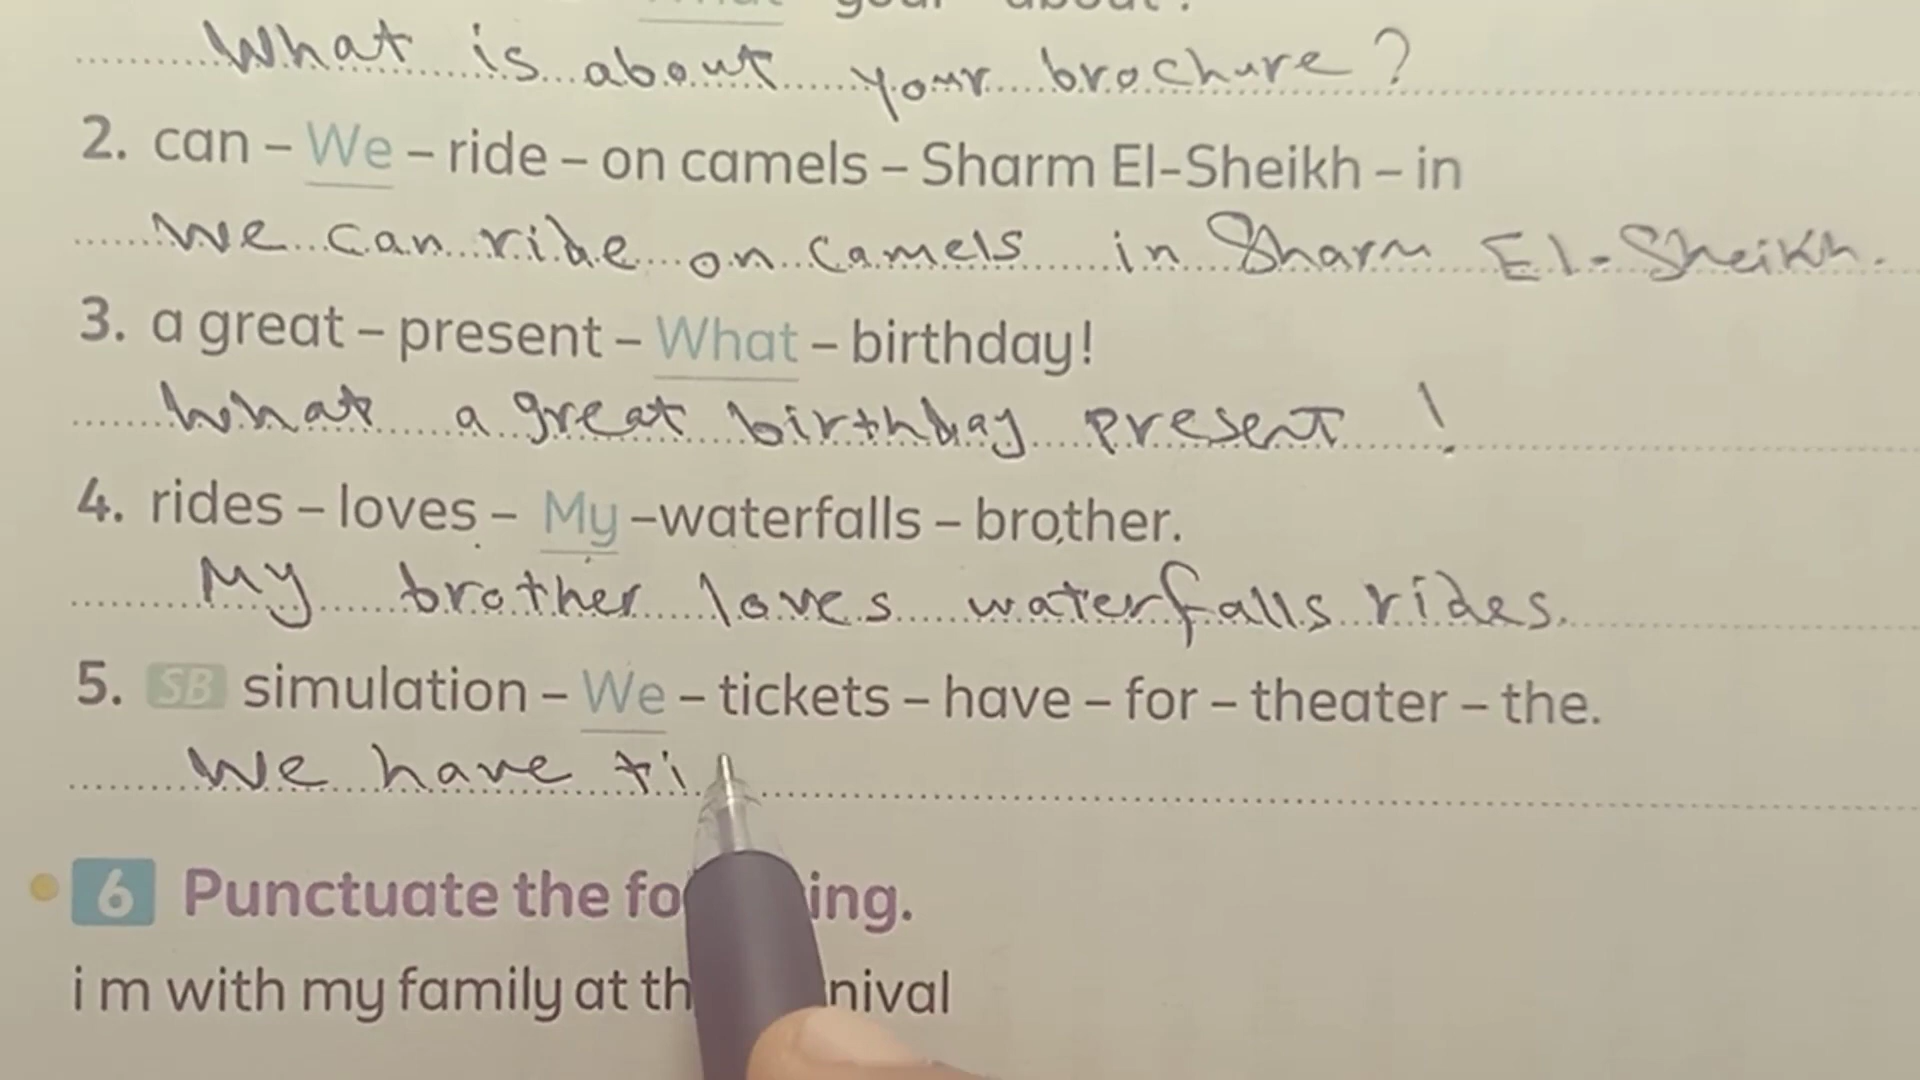 your about?
What is about your brochure?
2. can – We – ride – on camels – Sharm El-Sheikh – in
We can ride on camels in Sharm El-Sheikh.
3. a great – present – What – birthday!
What a great birthday present !
4. rides – loves – My –waterfalls – brother.
My brother loves waterfalls rides.
5. SB simulation – We – tickets – have – for – theater – the.
We have ti
6 Punctuate the fo ing.
i m with my family at th nival